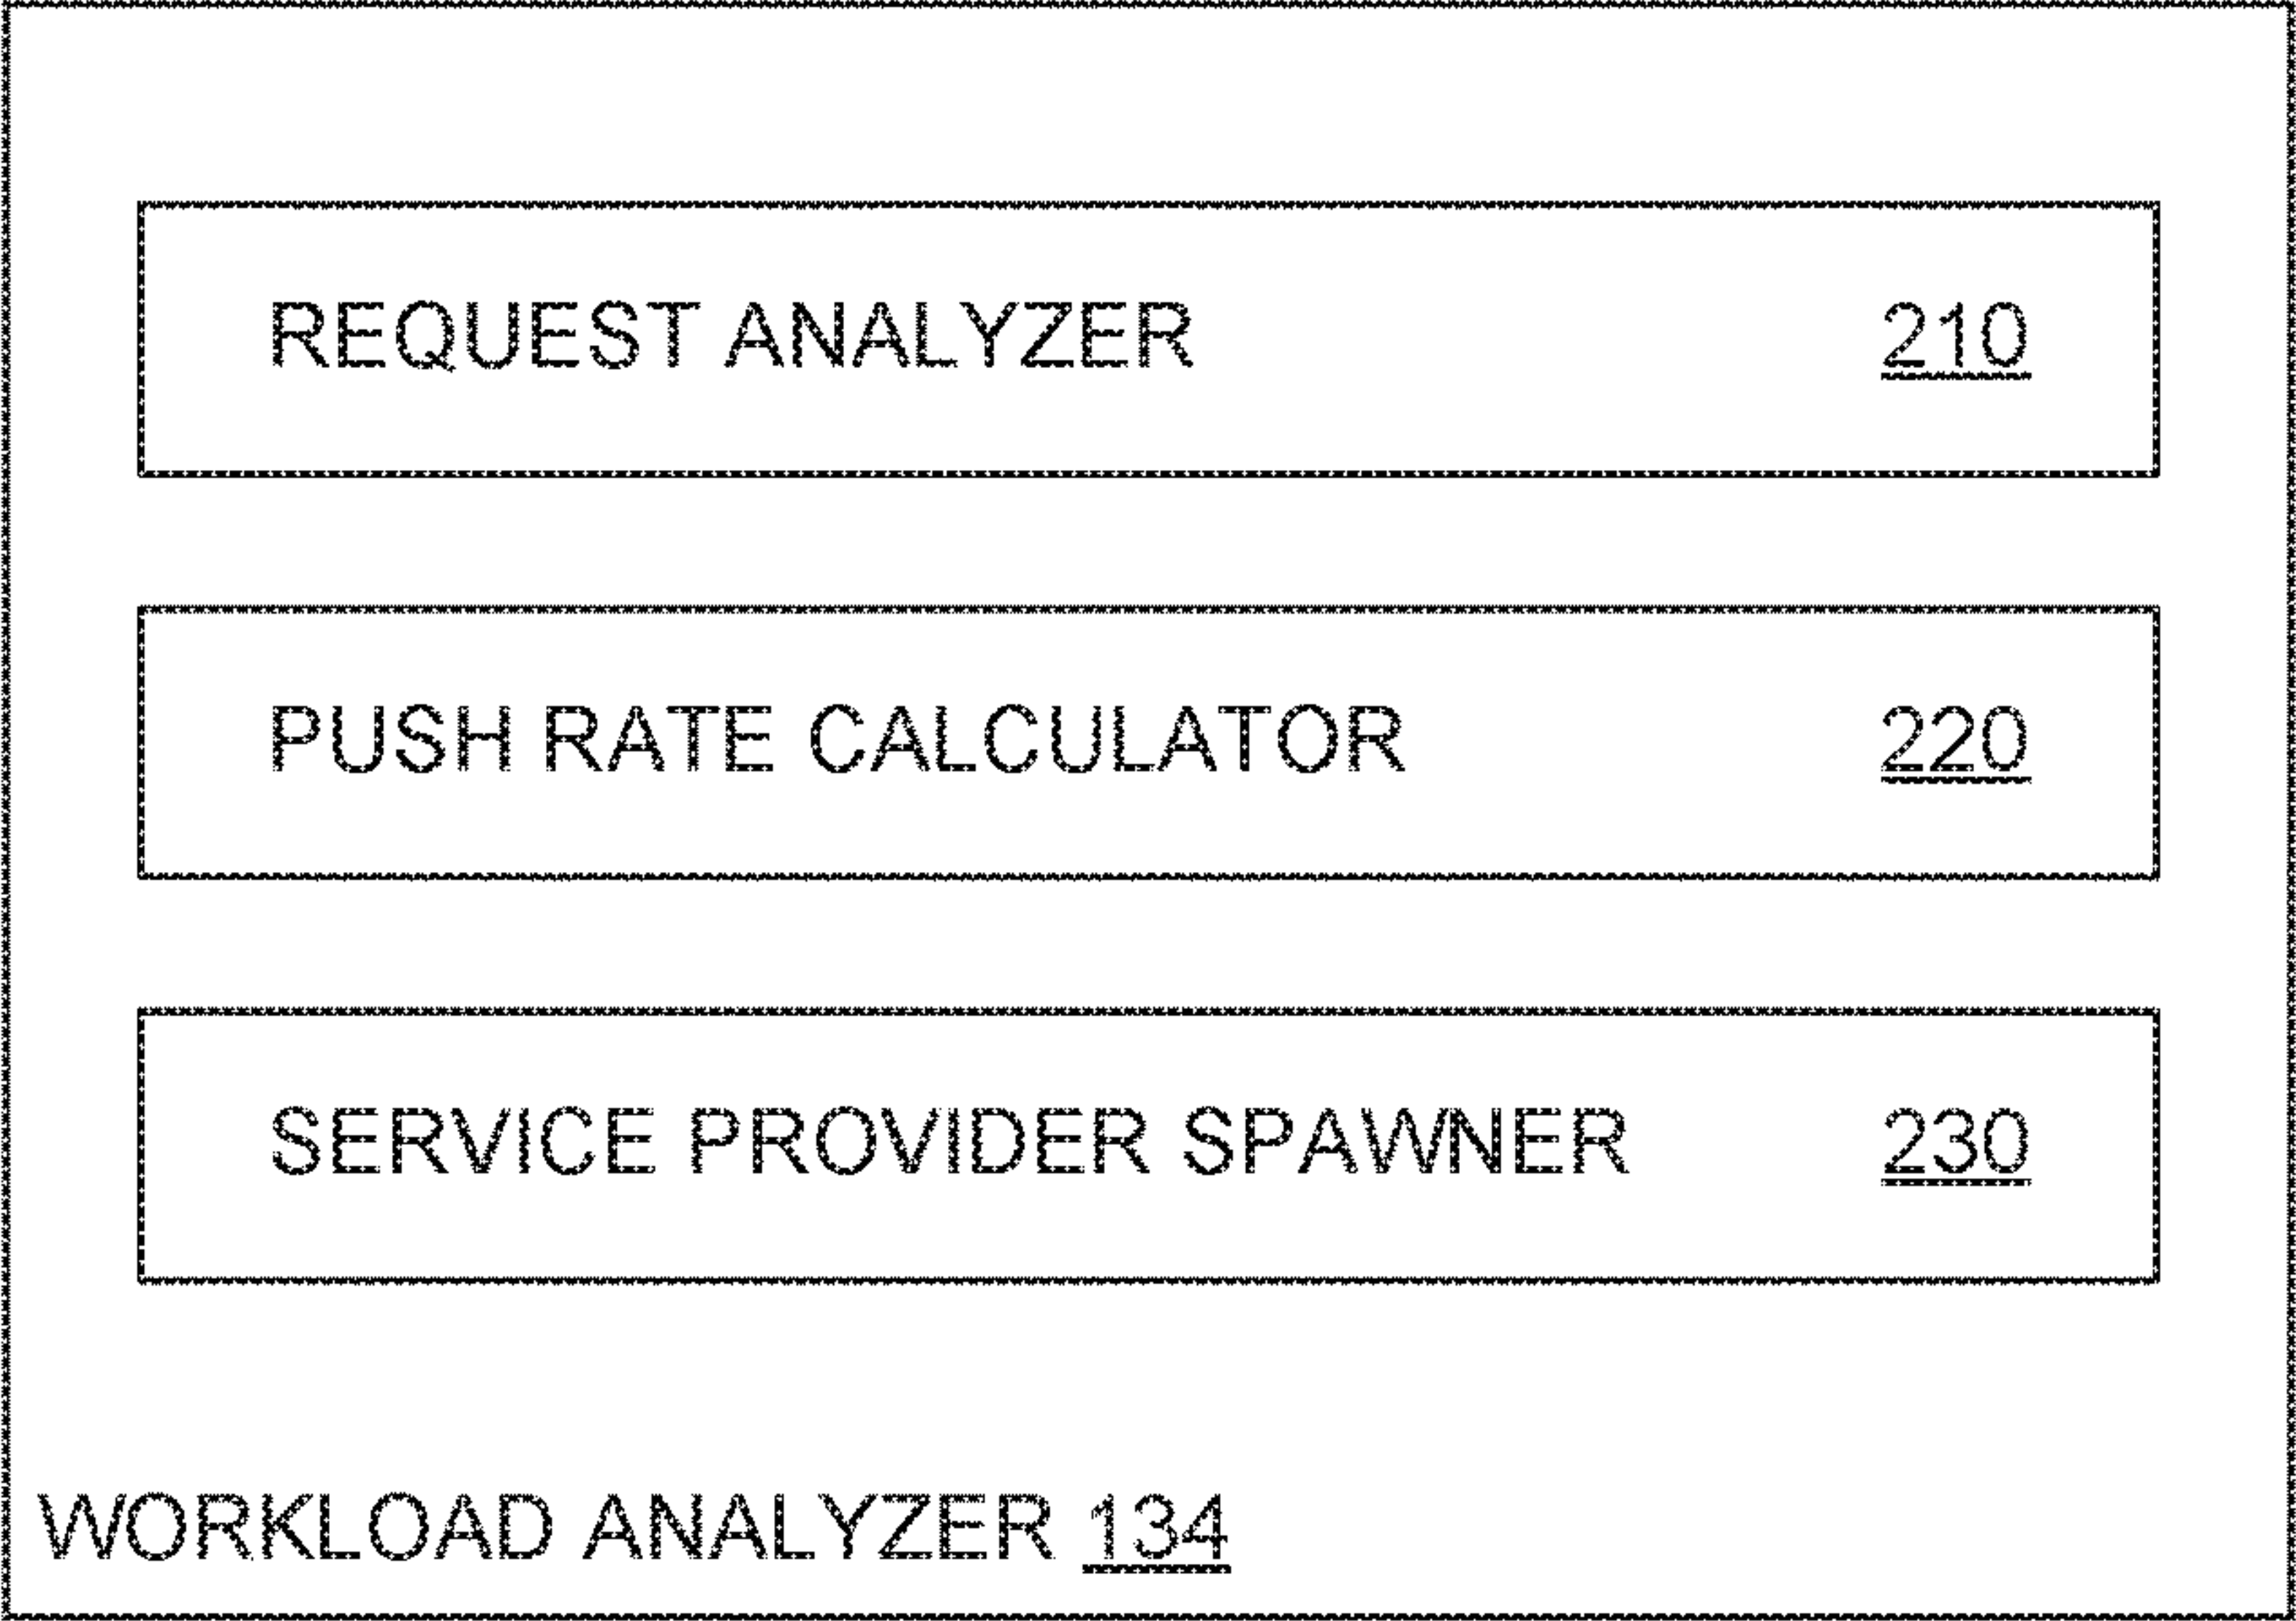 REQUEST ANALYZER 210
PUSH RATE CALCULATOR 220
SERVICE PROVIDER SPAWNER 230
WORKLOAD ANALYZER 134